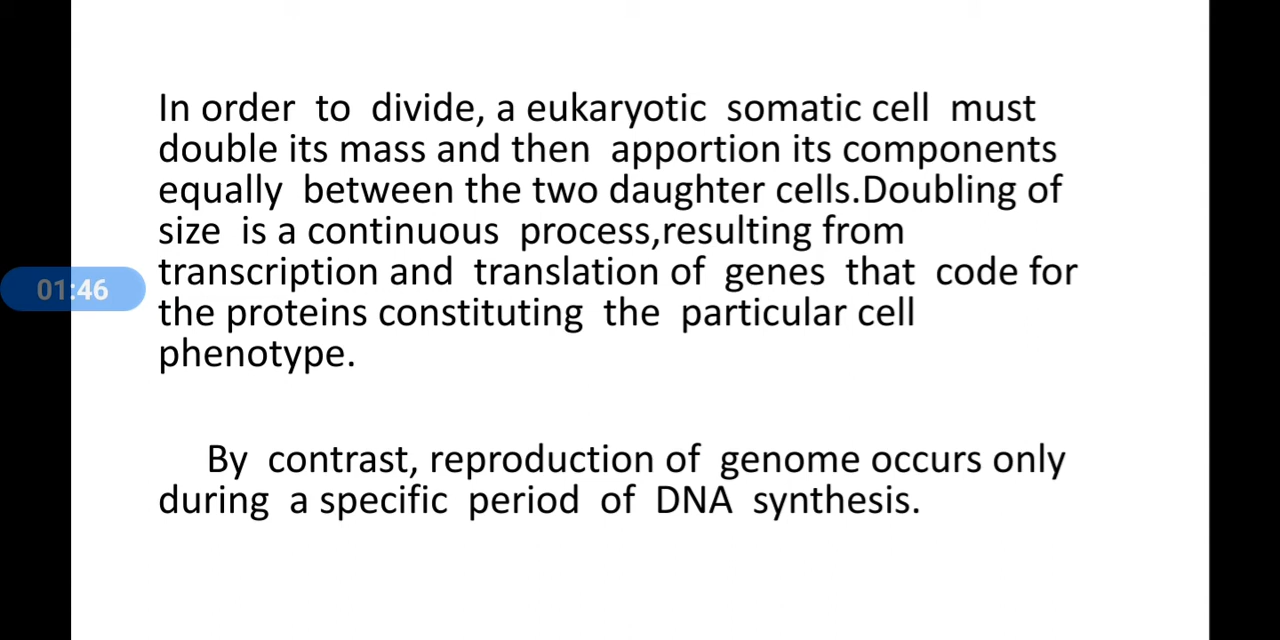 In order to divide, a eukaryotic somatic cell must
double its mass and then apportion its components
equally between the two daughter cells.Doubling of
size is a continuous process,resulting from
transcription and translation of genes that code for
01:46
the proteins constituting the particular cell
phenotype.
By contrast, reproduction of genome occurs only
during a specific period of DNA synthesis.